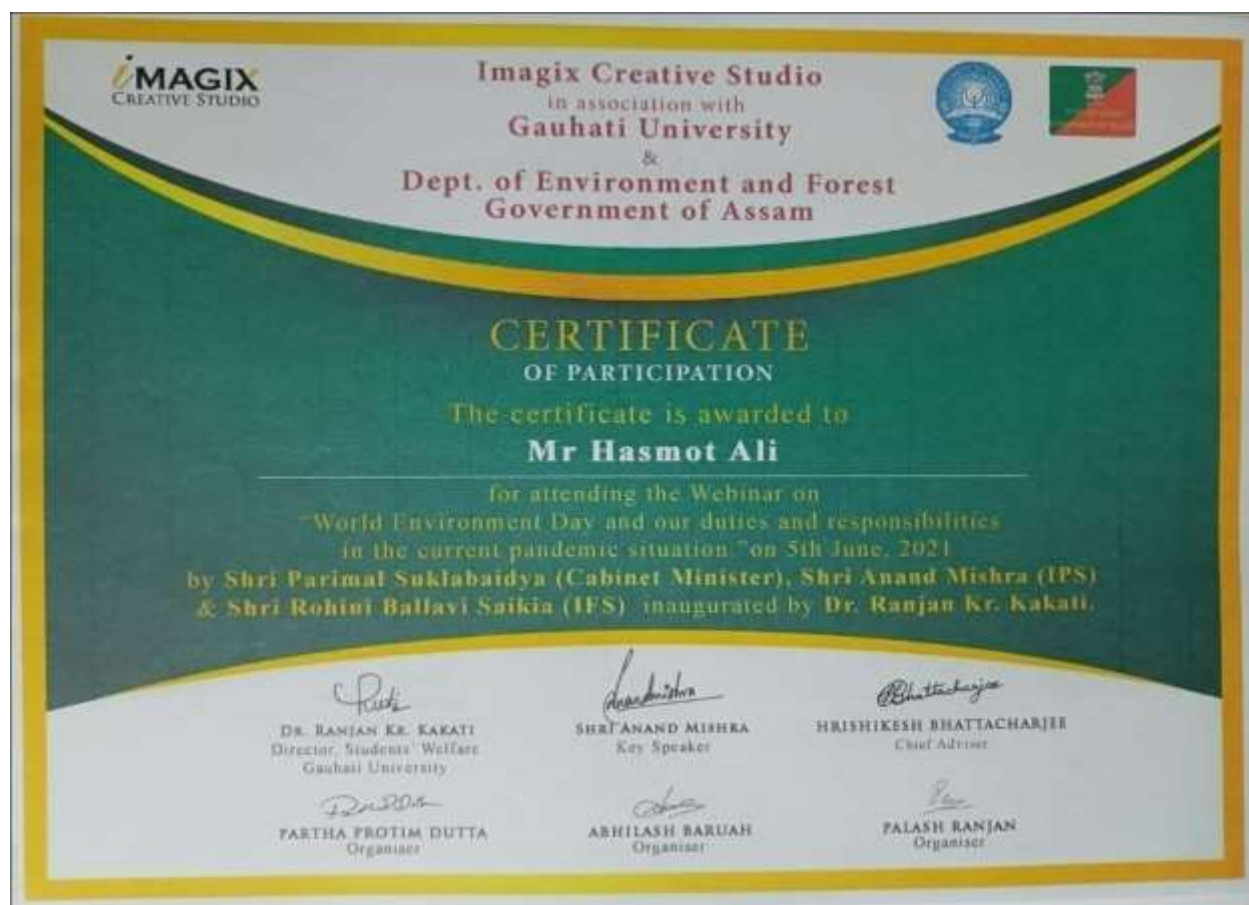 iMAGIX
CREATIVE STUDIO
Imagix Creative Studio
in association with
Gauhati University
&
Dept. of Environment and Forest
Government of Assam
CERTIFICATE
OF PARTICIPATION
The certificate is awarded to
Mr Hasmot Ali
for attending the Webinar on
"World Environment Day and our duties and responsibilities
in the current pandemic situation."on 5th June, 2021
by Shri Parimal Suklabaidya (Cabinet Minister), Shri Anand Mishra (IPS)
& Shri Rohini Ballavi Saikia (IFS) inaugurated by Dr. Ranjan Kr. Kakati.
Anandmishra
Bhattacharjee
DR. RANJAN KR. KAKATI
Director, Students' Welfare
Gauhati University
SHRI ANAND MISHRA
Key Speaker
HRISHIKESH BHATTACHARJEE
Chief Adviser
PARTHA PROTIM DUTTA
Organiser
ABHILASH BARUAH
Organiser
PALASH RANJAN
Organiser